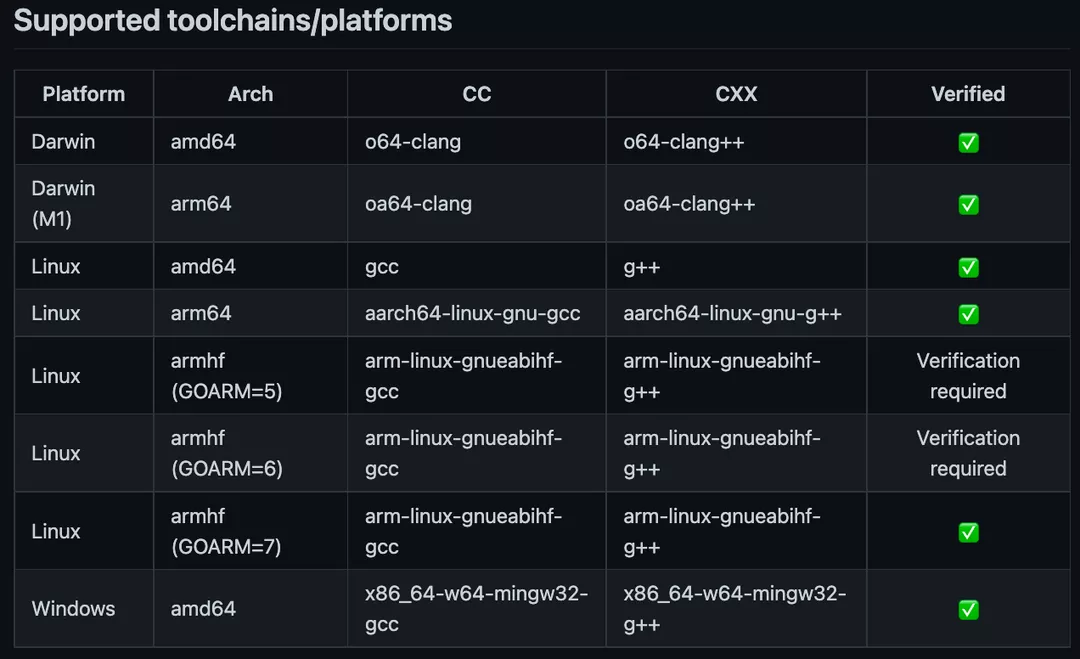 Supported toolchains/platforms
Platform Arch CC CXX Verified
Darwin amd64 o64-clang o64-clang++ ✅
Darwin
(M1) arm64 oa64-clang oa64-clang++ ✅
Linux amd64 gcc g++ ✅
Linux arm64 aarch64-linux-gnu-gcc aarch64-linux-gnu-g++ ✅
Linux armhf
(GOARM=5) arm-linux-gnueabihf-
gcc arm-linux-gnueabihf-
g++ Verification
required
Linux armhf
(GOARM=6) arm-linux-gnueabihf-
gcc arm-linux-gnueabihf-
g++ Verification
required
Linux armhf
(GOARM=7) arm-linux-gnueabihf-
gcc arm-linux-gnueabihf-
g++ ✅
Windows amd64 x86_64-w64-mingw32-
gcc x86_64-w64-mingw32-
g++ ✅